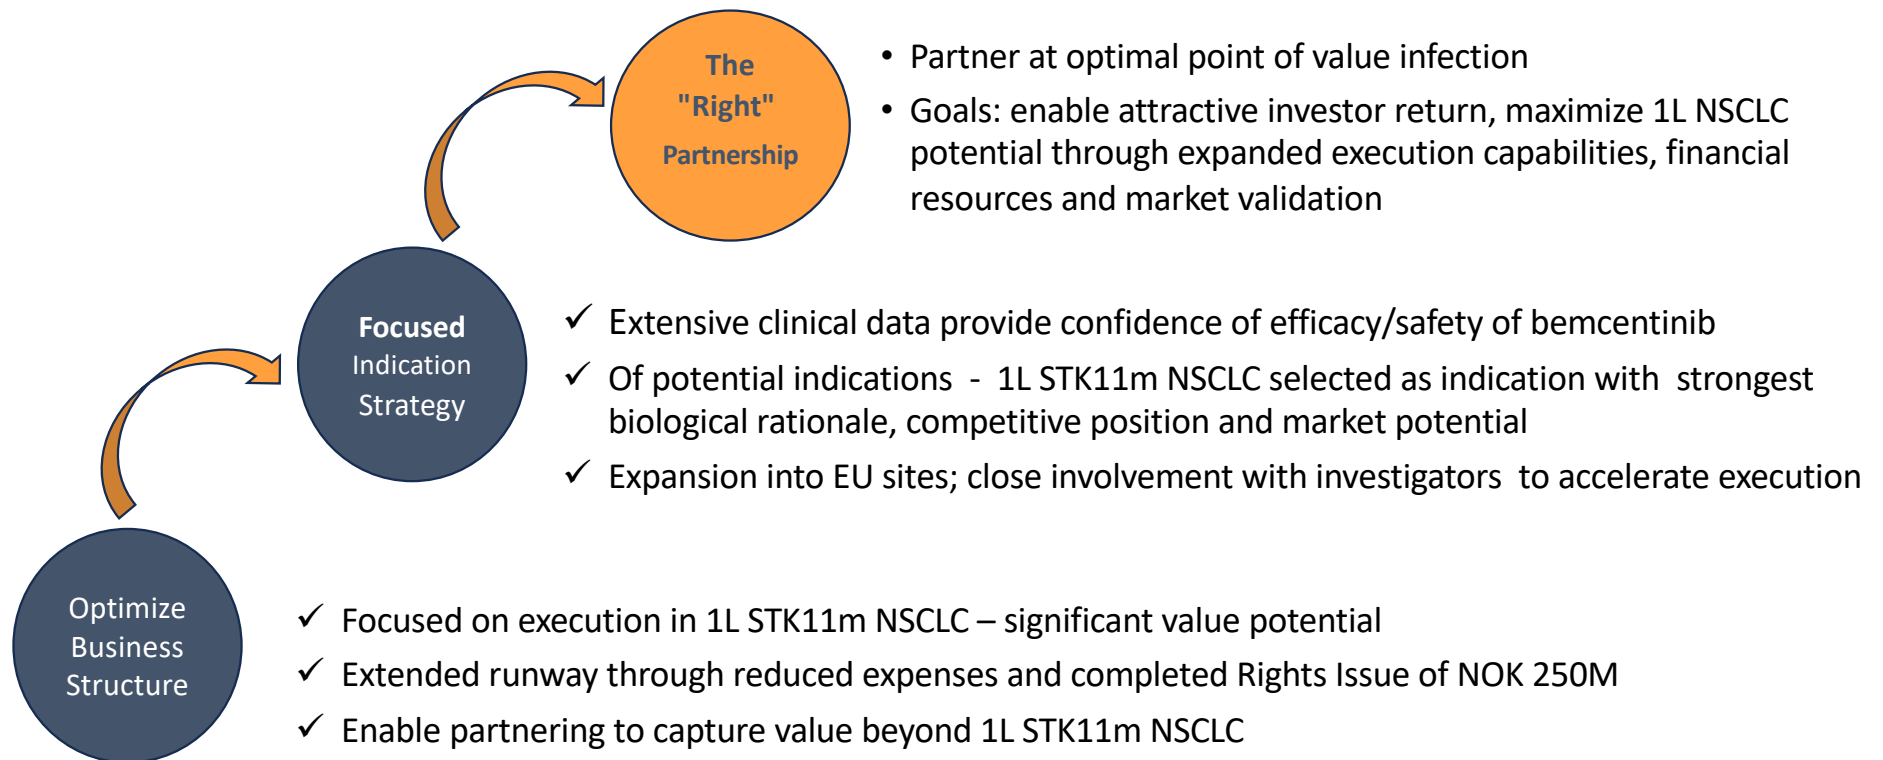 The
"Right"
Partnership
• Partner at optimal point of value infection
• Goals: enable attractive investor return, maximize 1L NSCLC
potential through expanded execution capabilities, financial
resources and market validation
Focused
Indication
Strategy
✓ Extensive clinical data provide confidence of efficacy/safety of bemcentinib
✓ Of potential indications - 1L STK11m NSCLC selected as indication with strongest
biological rationale, competitive position and market potential
✓ Expansion into EU sites; close involvement with investigators to accelerate execution
Optimize
Business
Structure
✓ Focused on execution in 1L STK11m NSCLC – significant value potential
✓ Extended runway through reduced expenses and completed Rights Issue of NOK 250M
✓ Enable partnering to capture value beyond 1L STK11m NSCLC